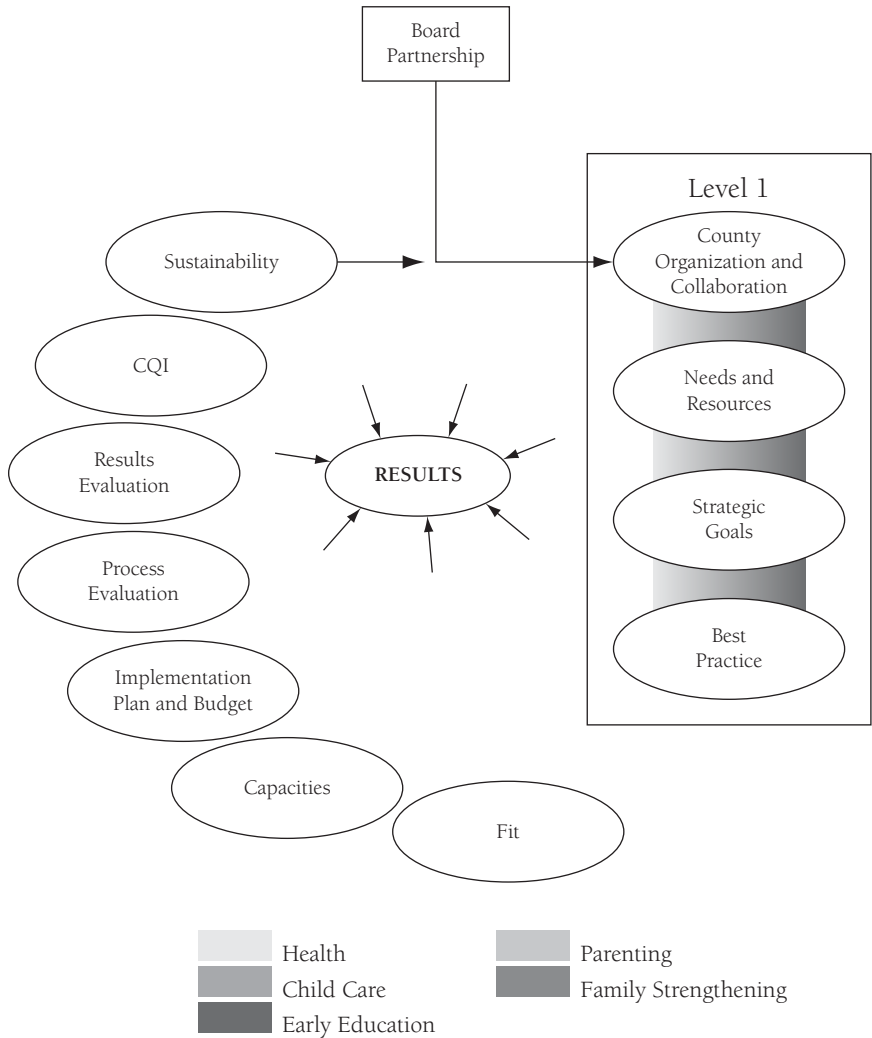 Board
Partnership
Level 1
County
Organization and
Collaboration
Sustainability
CQI
Needs and
Resources
Results
Evaluation
RESULTS
Strategic
Goals
Process
Evaluation
Best
Practice
Implementation
Plan and Budget
Capacities
Fit
Health
Parenting
Child Care
Family Strengthening
Early Education